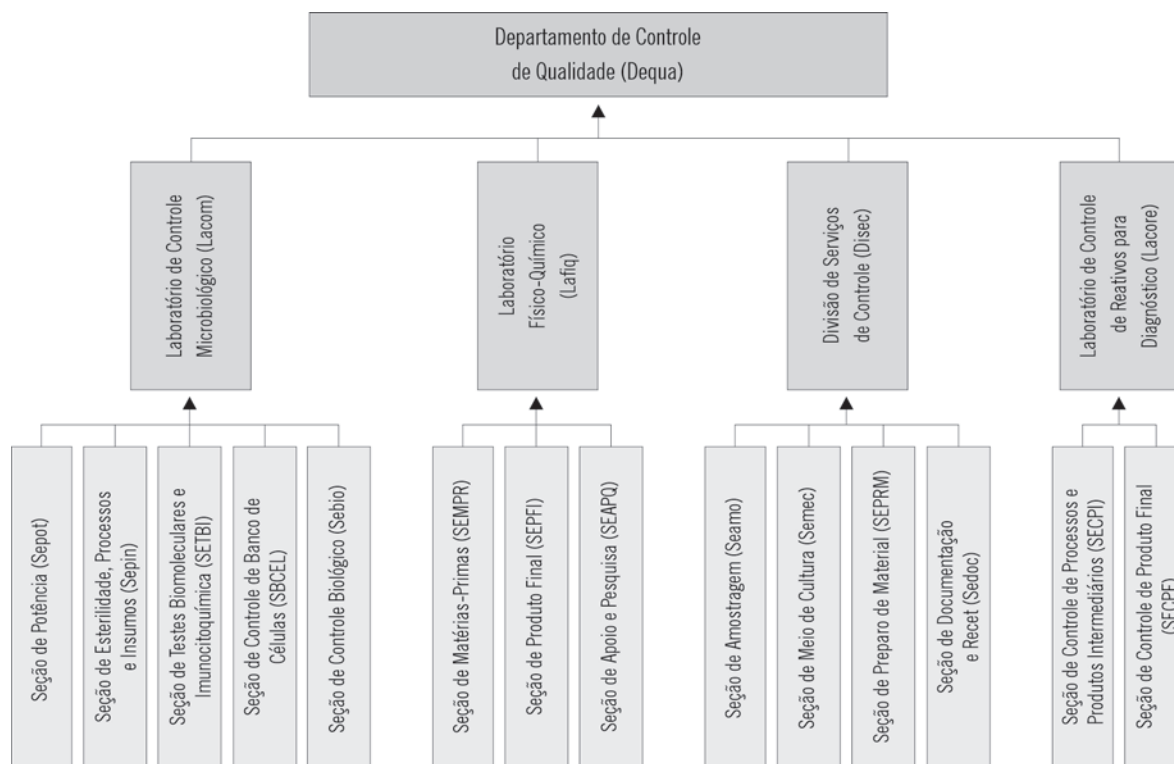 Departamento de Controle
de Qualidade (Dequa)
Laboratório de Controle
Microbiológico (Lacom)
Laboratório
Físico-Químico
(Lafiq)
Divisão de Serviços
de Controle (Disec)
Laboratório de Controle
de Reativos para
Diagnóstico (Lacore)
Seção de Potência (Sepot)
Seção de Esterilidade, Processos
e Insumos (Sepin)
Seção de Testes Biomoleculares e
Imunocitoquímica (SETBI)
Seção de Controle de Banco de
Células (SBCEL)
Seção de Controle Biológico (Sebio)
Seção de Matérias-Primas (SEMPR)
Seção de Produto Final (SEPFI)
Seção de Apoio e Pesquisa (SEAPQ)
Seção de Amostragem (Seamo)
Seção de Meio de Cultura (Semec)
Seção de Preparo de Material (SEPRM)
Seção de Documentação
e Recet (Sedoc)
Seção de Controle de Processos e
Produtos Intermediários (SECPI)
Seção de Controle de Produto Final
(SECPF)